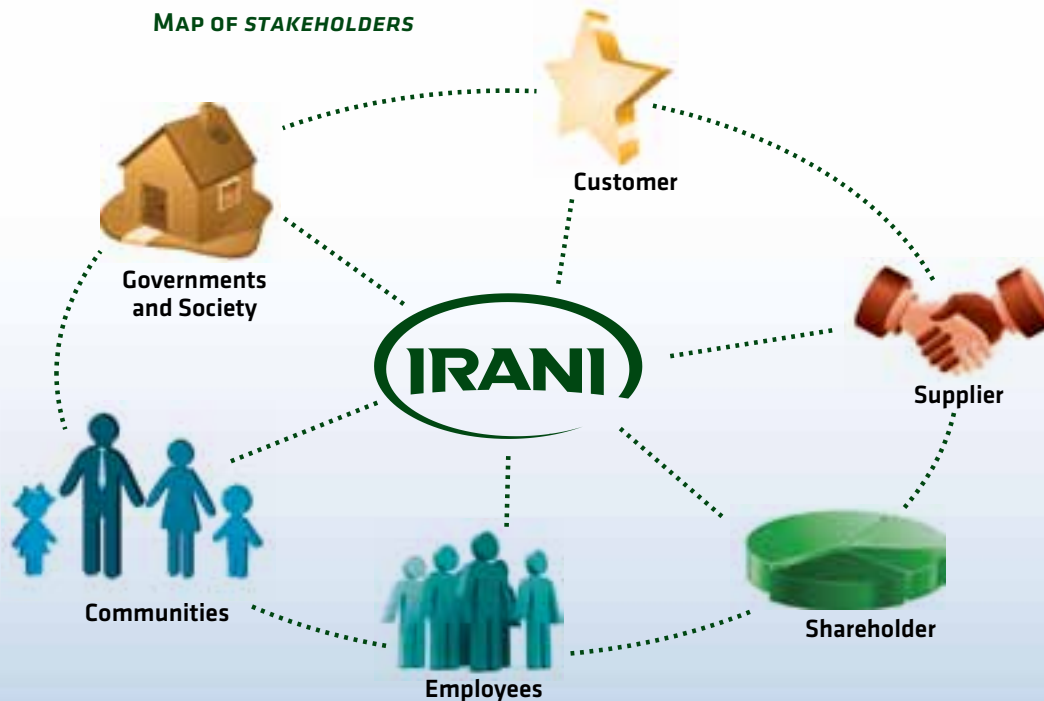 MAP OF STAKEHOLDERS
Customer
Governments
and Society
IRANI
Supplier
Communities
Shareholder
Employees